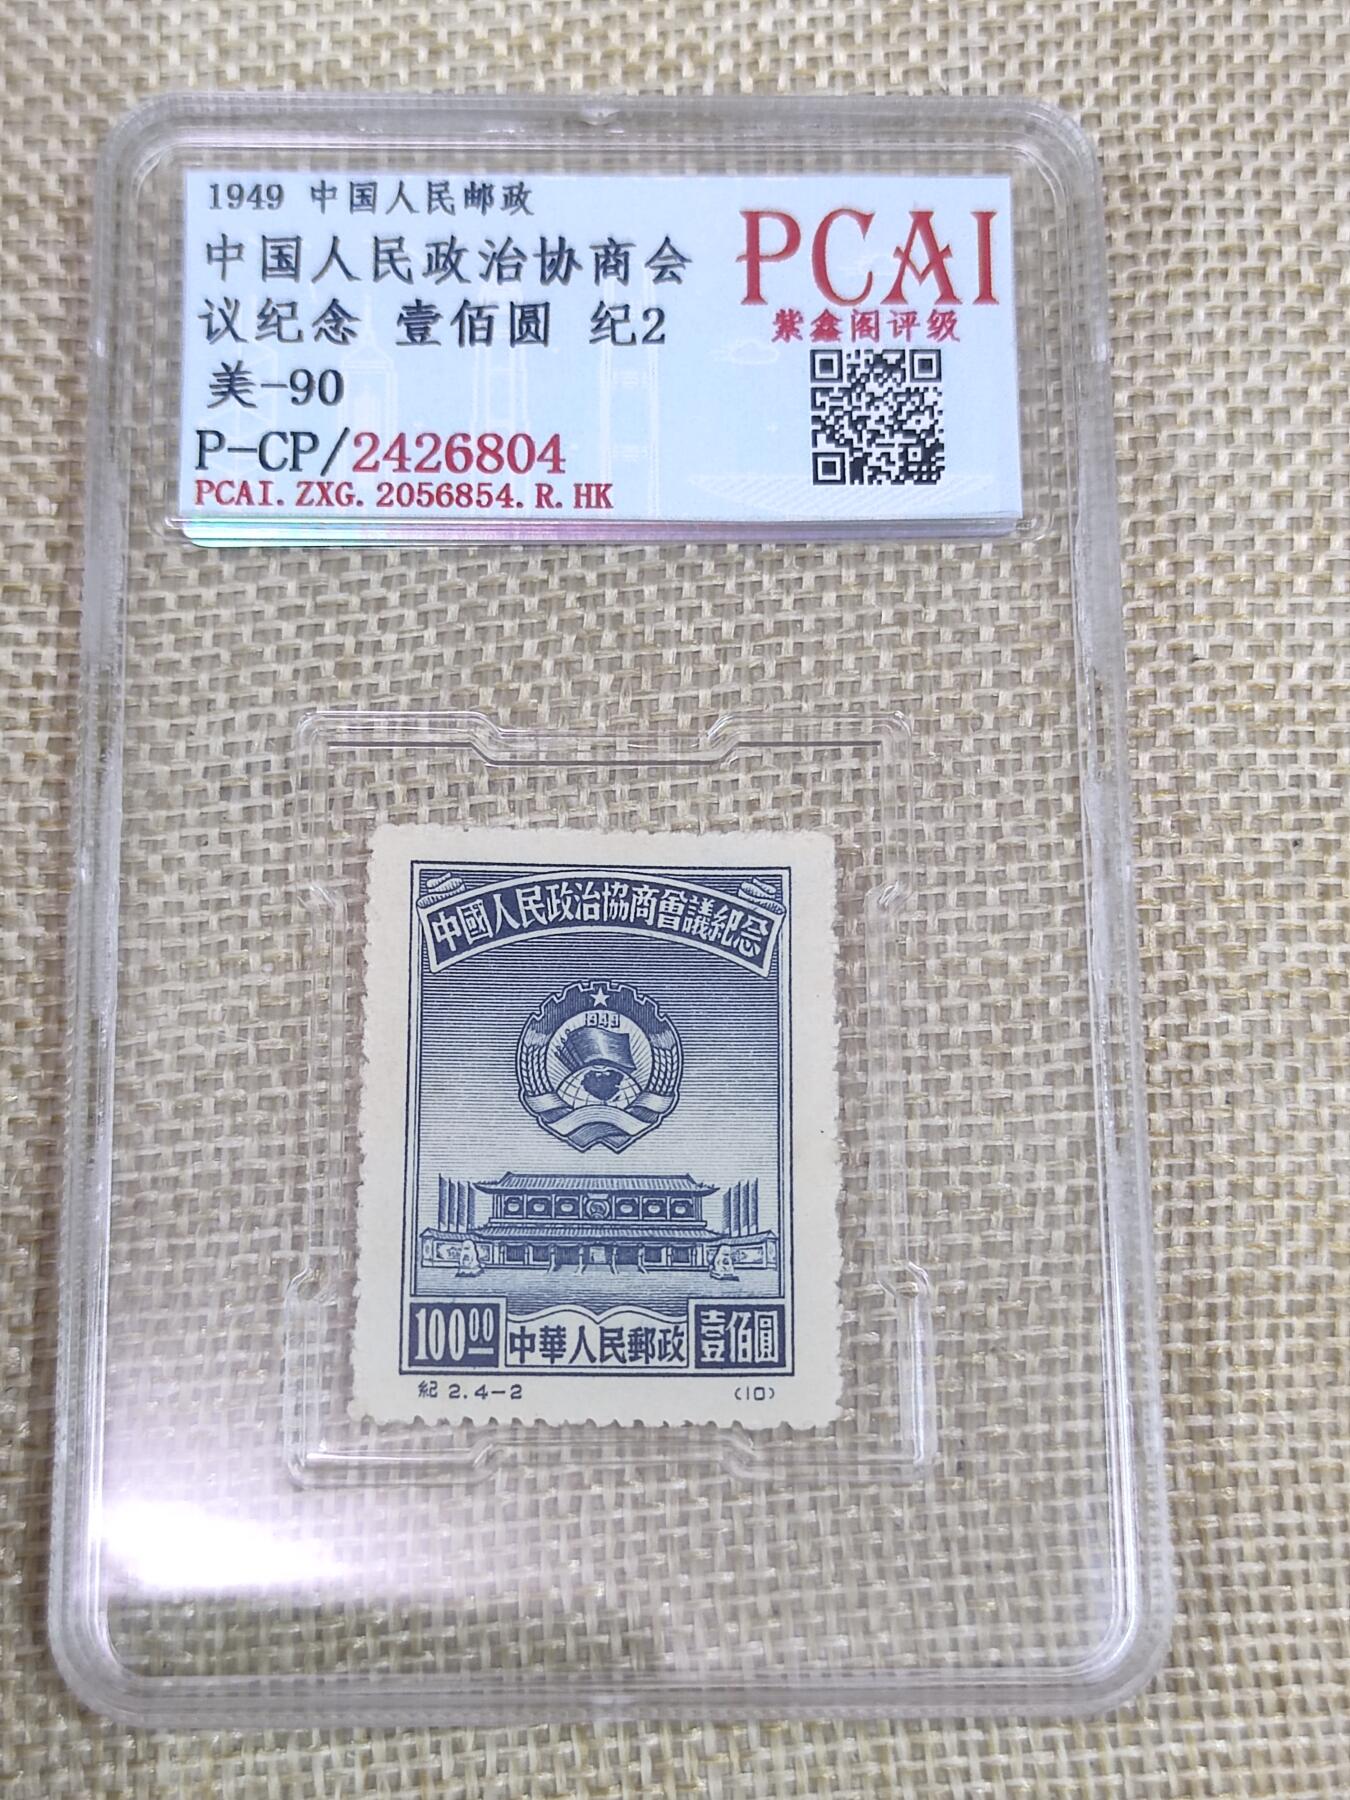 1949 中国人民邮政
中国人民政治协商会
议纪念 壹佰圆 纪2
美-90
P-CP/2426804
PCAI. ZXG. 2056854. R. HK
PCAI
紫鑫阁评级
中國人民政治協商會議紀念
1949
100.00 中華人民郵政 壹佰圓
紀 2.4-2 (10)